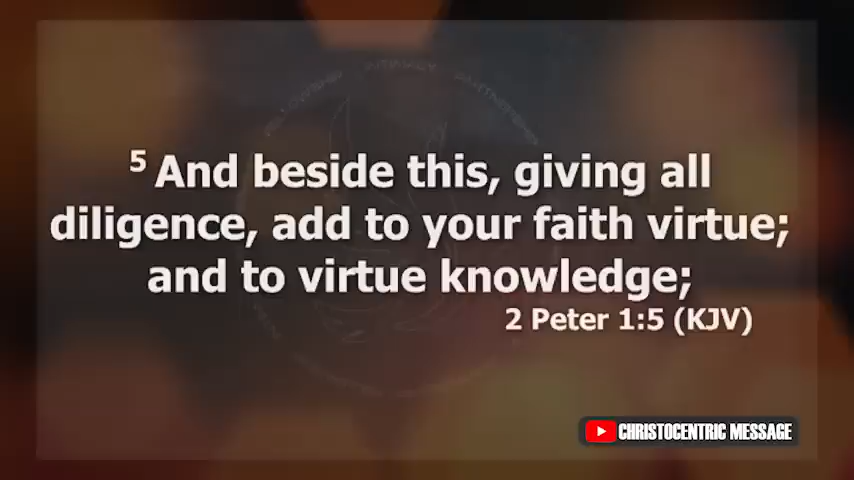 5 And beside this, giving all
diligence, add to your faith virtue;
and to virtue knowledge;
2 Peter 1:5 (KJV)
CHRISTOCENTRIC MESSAGE